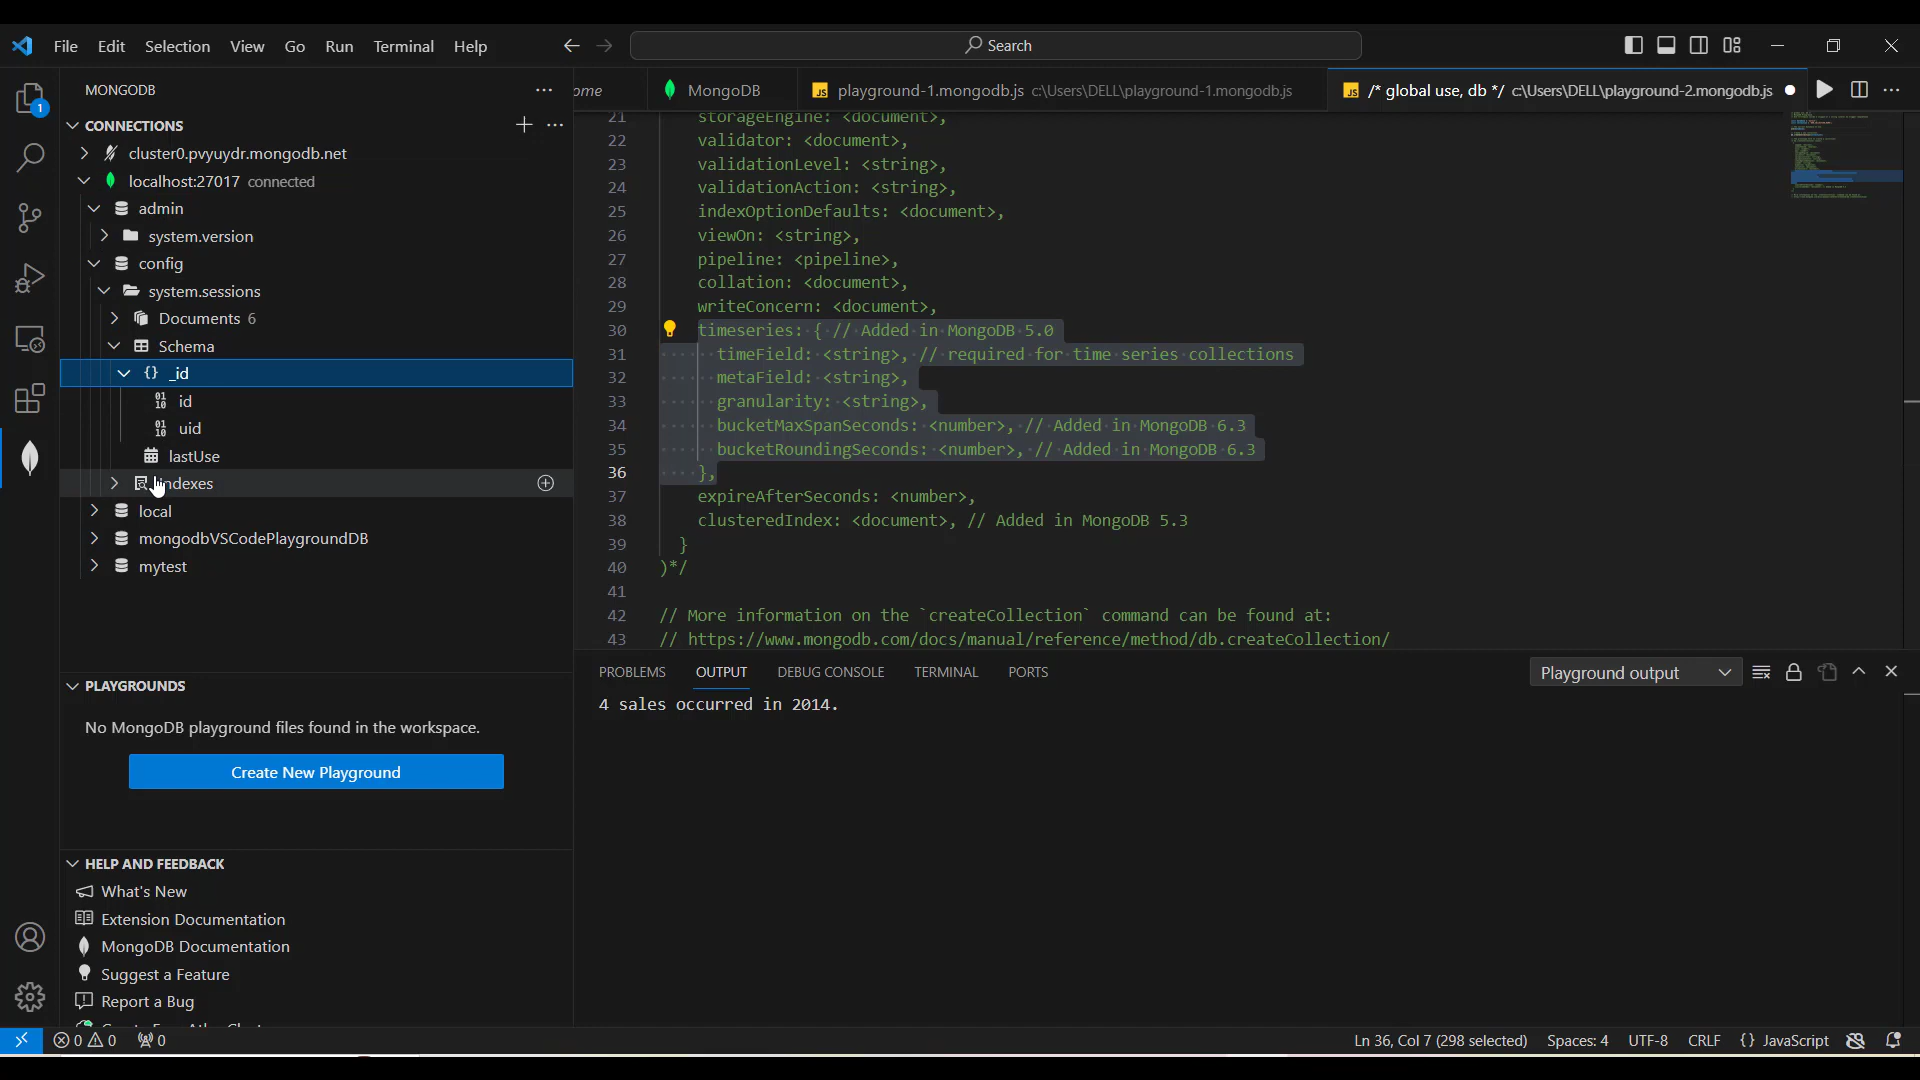 File Edit Selection View Go Run Terminal Help
Search
MONGODB
CONNECTIONS
cluster0.pvyuydr.mongodb.net
localhost:27017 connected
admin
system.version
config
system.sessions
Documents 6
Schema
_id
id
uid
lastUse
Indexes
local
mongodbVSCodePlaygroundDB
mytest
PLAYGROUNDS
No MongoDB playground files found in the workspace.
Create New Playground
HELP AND FEEDBACK
What's New
Extension Documentation
MongoDB Documentation
Suggest a Feature
Report a Bug
ome MongoDB JS playground-1.mongodb.js c:\Users\DELL\playground-1.mongodb.js JS /* global use, db */ c:\Users\DELL\playground-2.mongodb.js
21 storageEngine: <document>,
22 validator: <document>,
23 validationLevel: <string>,
24 validationAction: <string>,
25 indexOptionDefaults: <document>,
26 viewOn: <string>,
27 pipeline: <pipeline>,
28 collation: <document>,
29 writeConcern: <document>,
30 timeseries: { // Added in MongoDB 5.0
31 timeField: <string>, // required for time series collections
32 metaField: <string>,
33 granularity: <string>,
34 bucketMaxSpanSeconds: <number>, // Added in MongoDB 6.3
35 bucketRoundingSeconds: <number>, // Added in MongoDB 6.3
36 },
37 expireAfterSeconds: <number>,
38 clusteredIndex: <document>, // Added in MongoDB 5.3
39 }
40 )*/
41
42 // More information on the `createCollection` command can be found at:
43 // https://www.mongodb.com/docs/manual/reference/method/db.createCollection/
PROBLEMS OUTPUT DEBUG CONSOLE TERMINAL PORTS
Playground output
4 sales occurred in 2014.
0 0 0
Ln 36, Col 7 (298 selected) Spaces: 4 UTF-8 CRLF {} JavaScript
1